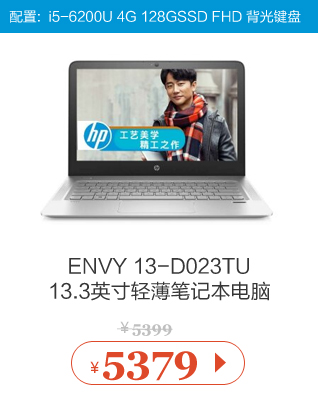 配置：i5-6200U 4G 128GSSD FHD 背光键盘
hp
工艺美学
精工之作
hp
ENVY 13-D023TU
13.3英寸轻薄笔记本电脑
¥5399
¥5379